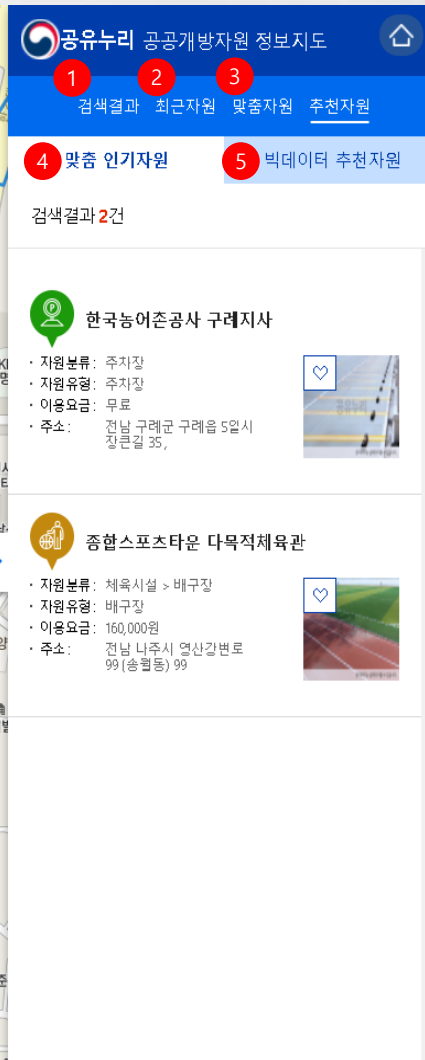 공유누리 공공개방자원 정보지도
1 2 3
검색결과 최근자원 맞춤자원 추천자원
4 맞춤 인기자원 5 빅데이터 추천자원
검색결과 2건
한국농어촌공사 구례지사
· 자원분류 : 주차장
· 자원유형 : 주차장
· 이용요금 : 무료
· 주소 : 전남 구례군 구례읍 5일시
장큰길 35,
종합스포츠타운 다목적체육관
· 자원분류 : 체육시설 > 배구장
· 자원유형 : 배구장
· 이용요금 : 160,000원
· 주소 : 전남 나주시 영산강변로
99 (송월동) 99